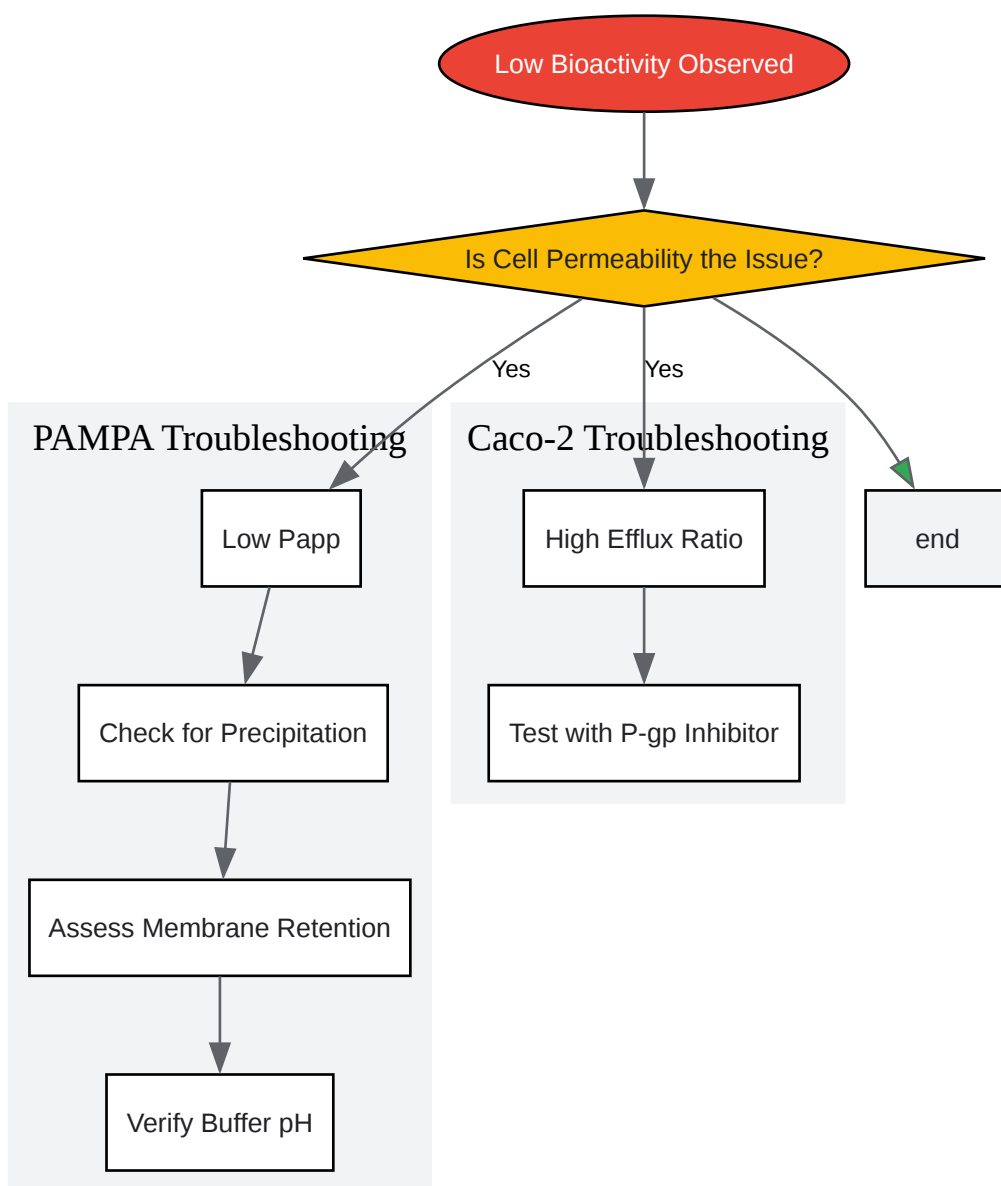 Low Bioactivity Observed
Is Cell Permeability the Issue?
Yes
Yes
PAMPA Troubleshooting
Caco-2 Troubleshooting
Low Papp
High Efflux Ratio
end
Check for Precipitation
Test with P-gp Inhibitor
Assess Membrane Retention
Verify Buffer pH